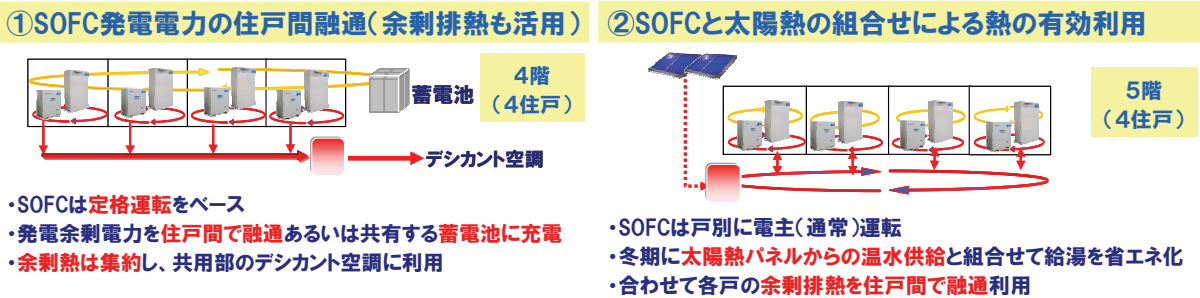 ①SOFC発電電力の住戸間融通(余剰排熱も活用)
4階
(4住戸)
蓄電池
デシカント空調
・SOFCは定格運転をベース
・発電余剰電力を住戸間で融通あるいは共有する蓄電池に充電
・余剰熱は集約し、共用部のデシカント空調に利用
②SOFCと太陽熱の組合せによる熱の有効利用
5階
(4住戸)
・SOFCは戸別に電主(通常)運転
・冬期に太陽熱パネルからの温水供給と組合せて給湯を省エネ化
・合わせて各戸の余剰排熱を住戸間で融通利用